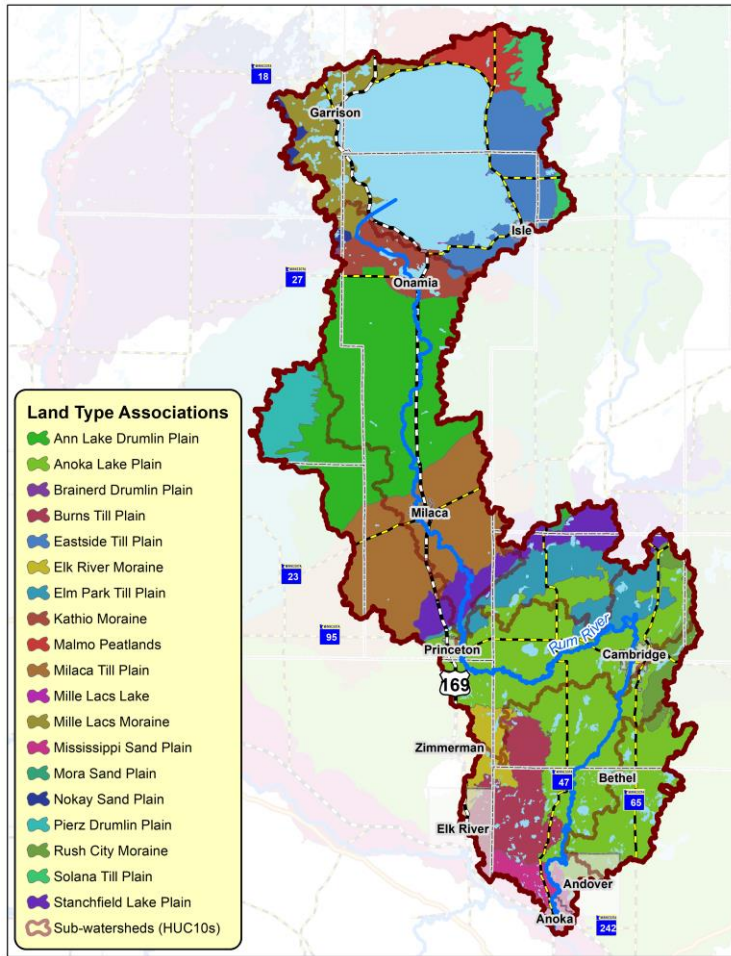 18
Garrison
Isle
27
Onamia
Land Type Associations
Ann Lake Drumlin Plain
Anoka Lake Plain
Brainerd Drumlin Plain
Burns Till Plain
Eastside Till Plain
Elk River Moraine
Elm Park Till Plain
Kathio Moraine
Malmo Peatlands
Milaca Till Plain
Mille Lacs Lake
Mille Lacs Moraine
Mississippi Sand Plain
Mora Sand Plain
Nokay Sand Plain
Pierz Drumlin Plain
Rush City Moraine
Solana Till Plain
Stanchfield Lake Plain
Sub-watersheds (HUC10s)
Milaca
23
95
Princeton
Rum River
Cambridge
169
Zimmerman
47
Bethel
65
Elk River
Andover
Anoka
242